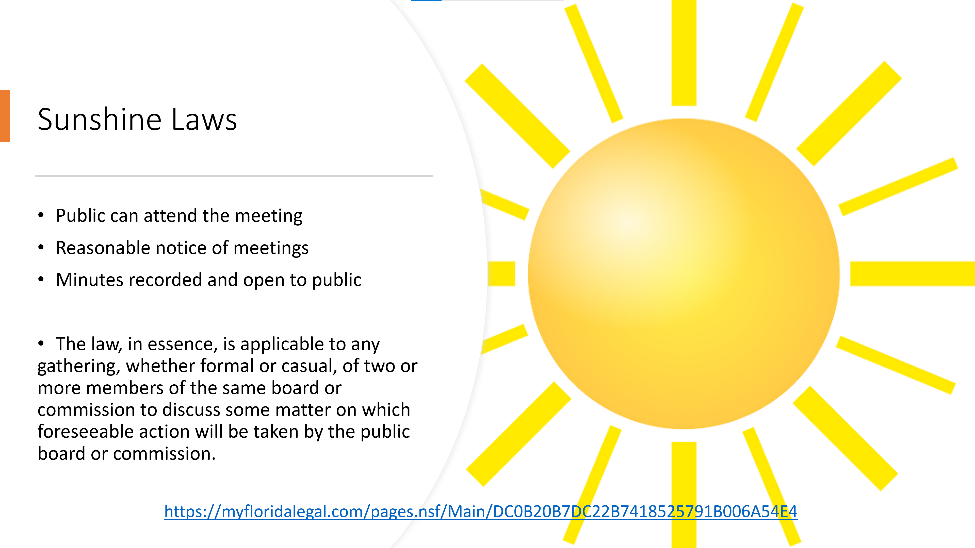 Sunshine Laws
• Public can attend the meeting
• Reasonable notice of meetings
• Minutes recorded and open to public
• The law, in essence, is applicable to any
gathering, whether formal or casual, of two or
more members of the same board or
commission to discuss some matter on which
foreseeable action will be taken by the public
board or commission.
https://myfloridalegal.com/pages.nsf/Main/DC0B20B7DC22B7418525791B006A54E4